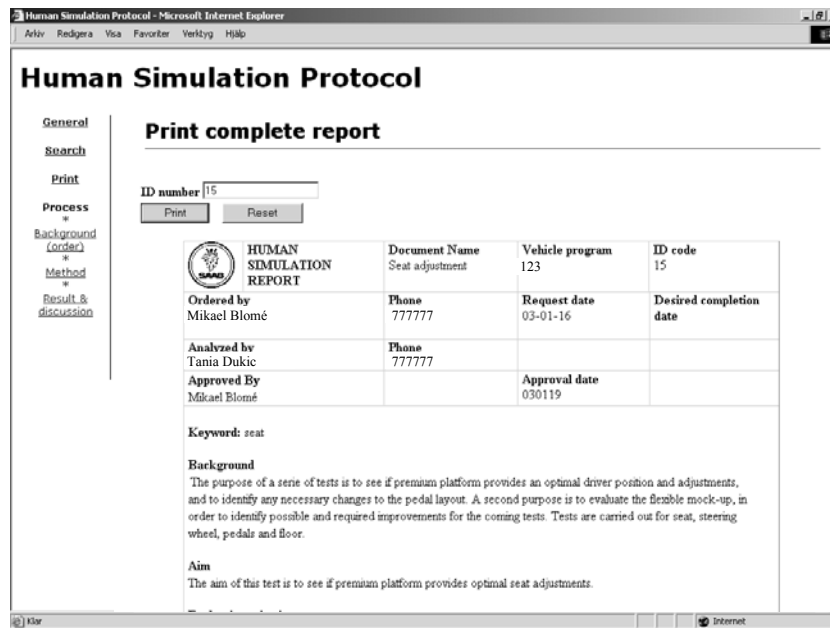 Human Simulation Protocol - Microsoft Internet Explorer
Arkiv Redigera Visa Favoriter Verktyg Hjälp
Human Simulation Protocol
General
Search
Print
Process
*
Background
(order)
*
Method
*
Result &
discussion
Print complete report
ID number 15
Print Reset
SAAB
HUMAN
SIMULATION
REPORT
Document Name
Seat adjustment
Vehicle program
123
ID code
15
Ordered by
Mikael Blomé
Phone
777777
Request date
03-01-16
Desired completion
date
Analyzed by
Tania Dukic
Phone
777777
Approved By
Mikael Blomé
Approval date
030119
Keyword: seat
Background
The purpose of a serie of tests is to see if premium platform provides an optimal driver position and adjustments,
and to identify any necessary changes to the pedal layout. A second purpose is to evaluate the flexible mock-up, in
order to identify possible and required improvements for the coming tests. Tests are carried out for seat, steering
wheel, pedals and floor.
Aim
The aim of this test is to see if premium platform provides optimal seat adjustments.
Klar
Internet